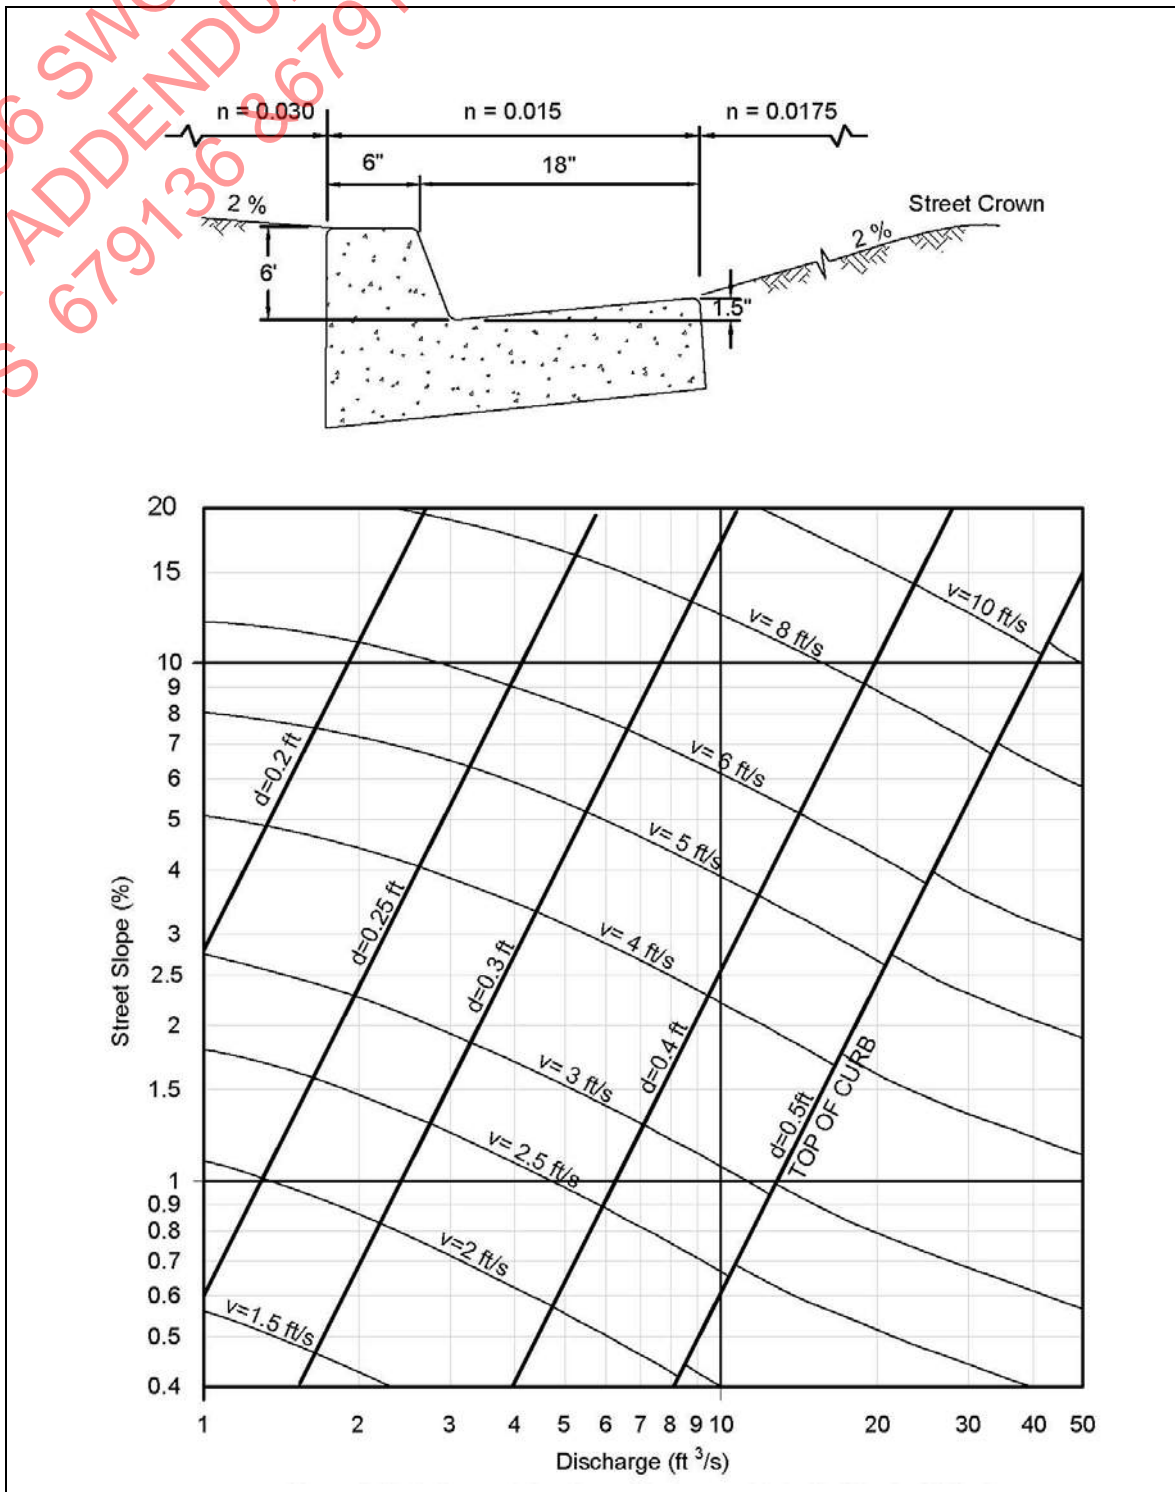 6 SWO
ADDENDU
679136 &6791
S
n = 0.030
n = 0.015
n = 0.0175
6"
18"
2 %
Street Crown
2 %
6'
1.5"
20
15
10
9
8
7
6
5
4
3
2.5
2
1.5
1
0.9
0.8
0.7
0.6
0.5
0.4
Street Slope (%)
v=10 ft/s
v= 8 ft/s
v= 6 ft/s
v= 5 ft/s
v= 4 ft/s
v= 3 ft/s
v= 2.5 ft/s
v=2 ft/s
v=1.5 ft/s
d=0.2 ft
d=0.25 ft
d=0.3 ft
d=0.4 ft
d=0.5ft
TOP OF CURB
1 2 3 4 5 6 7 8 9 10 20 30 40 50
Discharge (ft ³/s)